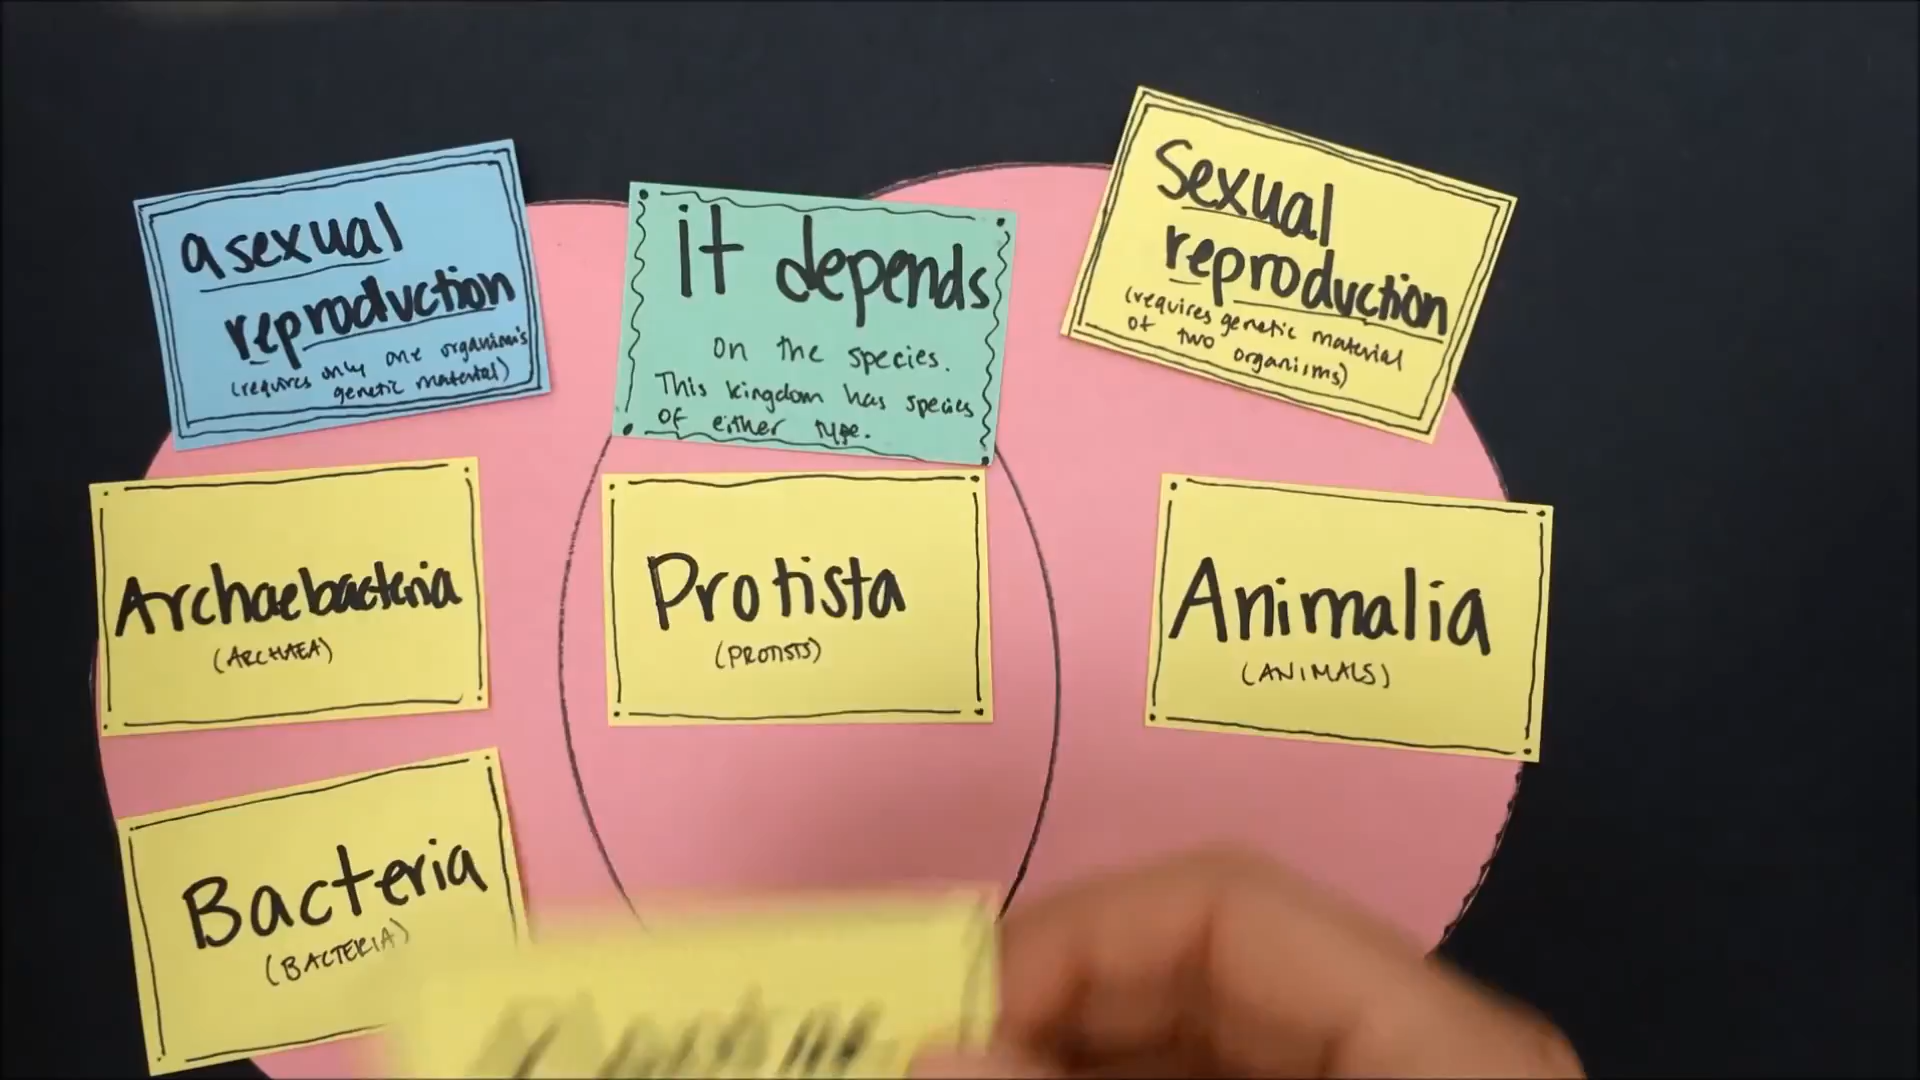 asexual
reproduction
(requires only one organism's
genetic material)
it depends
on the species.
This kingdom has species
of either type.
Sexual
reproduction
(requires genetic material
of two organisms)
Archaebacteria
(ARCHAEA)
Protista
(PROTISTS)
Animalia
(ANIMALS)
Bacteria
(BACTERIA)